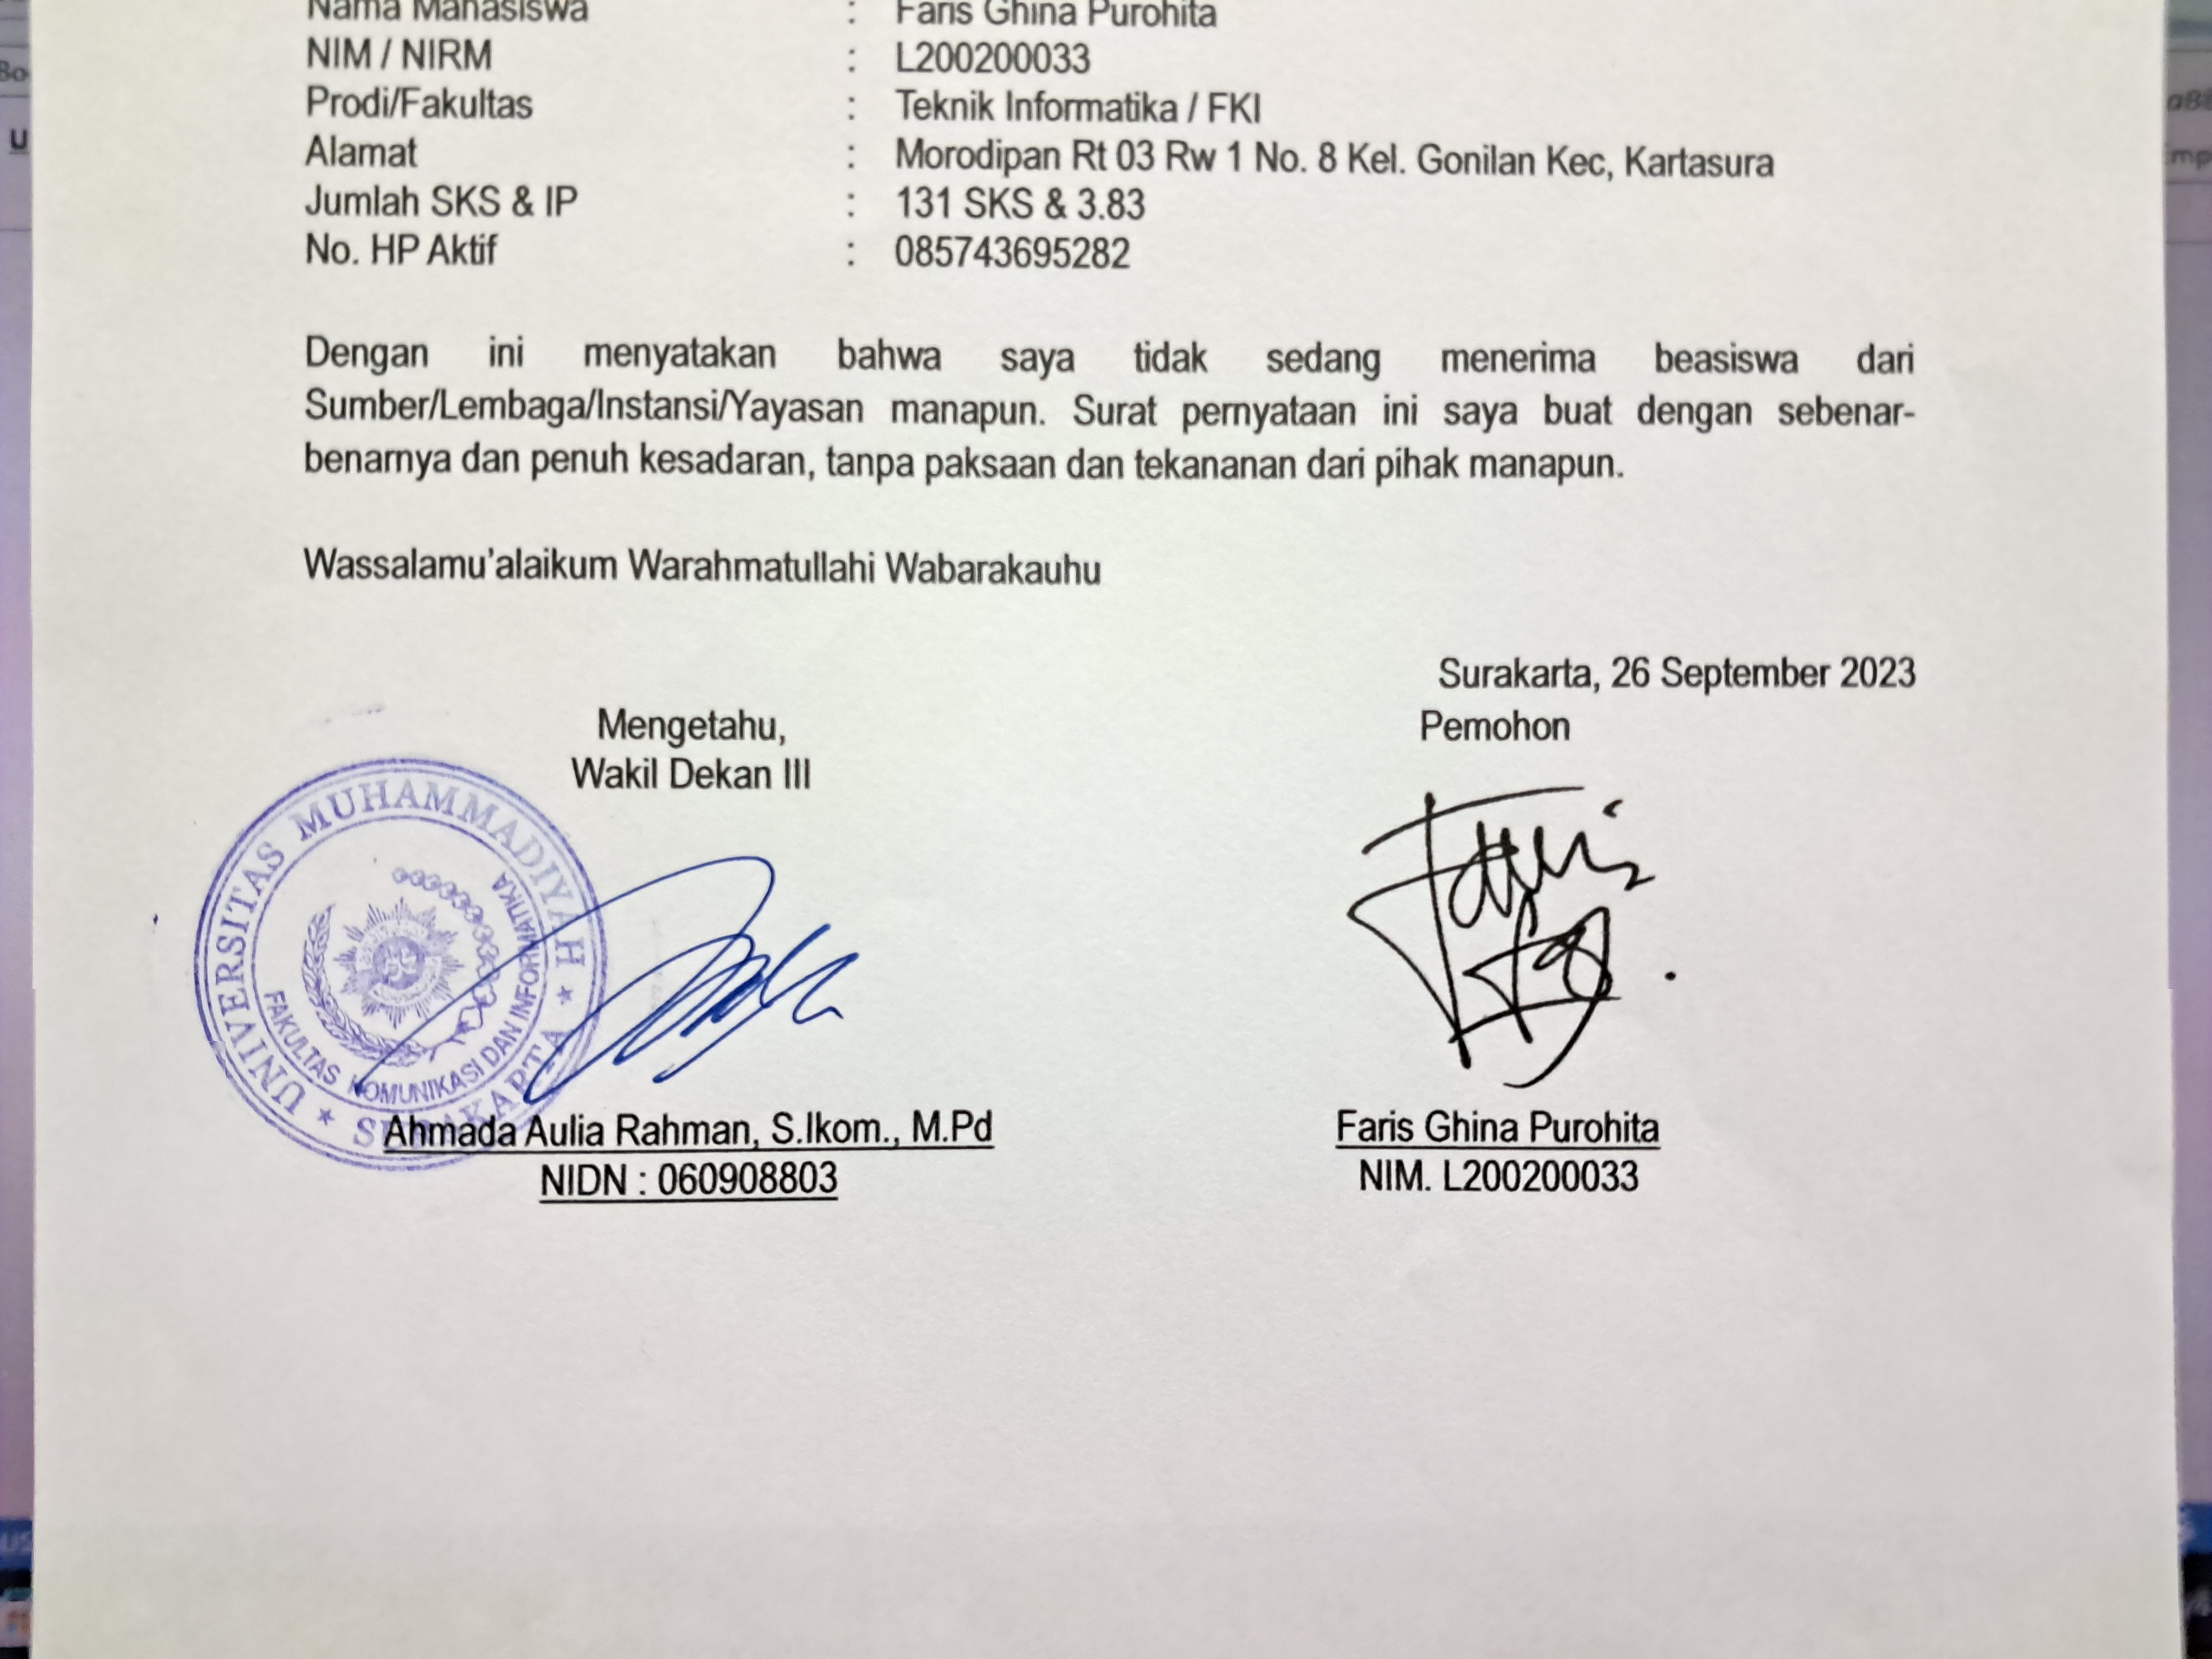 Nama Mahasiswa : Faris Ghina Purohita
NIM / NIRM : L200200033
Prodi/Fakultas : Teknik Informatika / FKI
Alamat : Morodipan Rt 03 Rw 1 No. 8 Kel. Gonilan Kec, Kartasura
Jumlah SKS & IP : 131 SKS & 3.83
No. HP Aktif : 085743695282
Dengan ini menyatakan bahwa saya tidak sedang menerima beasiswa dari
Sumber/Lembaga/Instansi/Yayasan manapun. Surat pernyataan ini saya buat dengan sebenar-
benarnya dan penuh kesadaran, tanpa paksaan dan tekananan dari pihak manapun.
Wassalamu'alaikum Warahmatullahi Wabarakauhu
Surakarta, 26 September 2023
Mengetahu,
Wakil Dekan III
Pemohon
UNIVERSITAS MUHAMMADIYAH
SURAKARTA
FAKULTAS KOMUNIKASI DAN INFORMATIKA
Faris
Ahmada Aulia Rahman, S.Ikom., M.Pd
NIDN : 060908803
Faris Ghina Purohita
NIM. L200200033